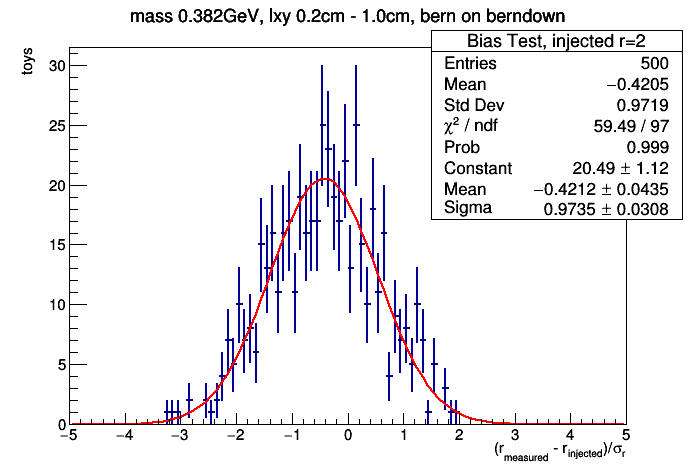 mass 0.382GeV, lxy 0.2cm - 1.0cm, bern on berndown
toys
Bias Test, injected r=2
Entries 500
Mean −0.4205
Std Dev 0.9719
χ² / ndf 59.49 / 97
Prob 0.999
Constant 20.49 ± 1.12
Mean −0.4212 ± 0.0435
Sigma 0.9735 ± 0.0308
30
25
20
15
10
5
0
−5 −4 −3 −2 −1 0 1 2 3 4 5
(r_measured - r_injected)/σ_r